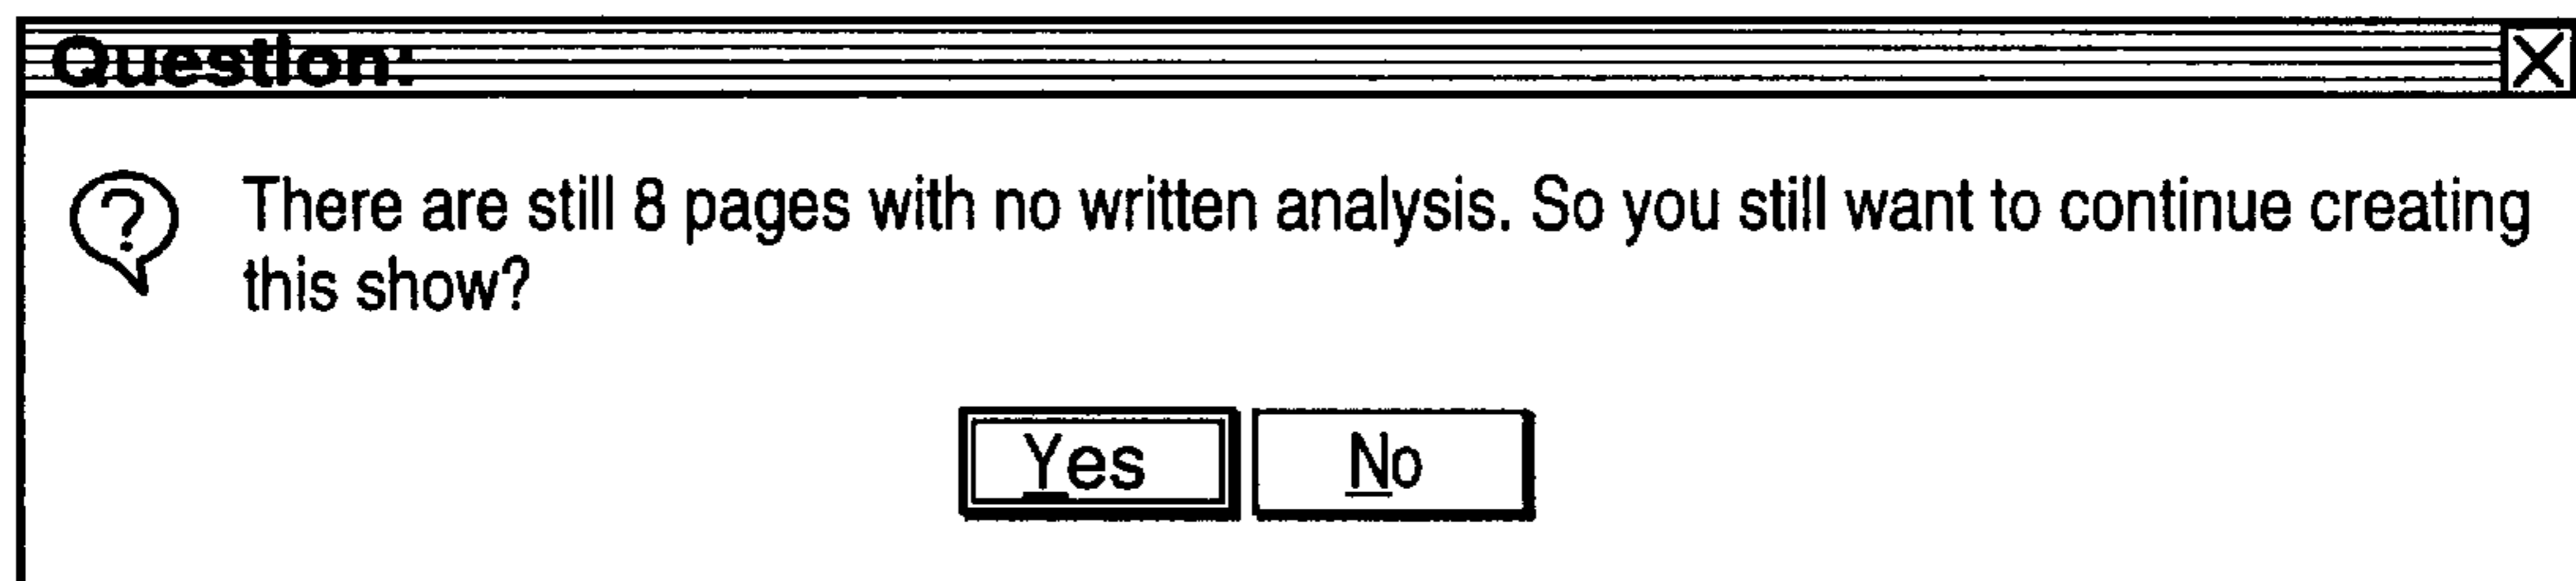 Question:
There are still 8 pages with no written analysis. So you still want to continue creating
this show?
Yes No